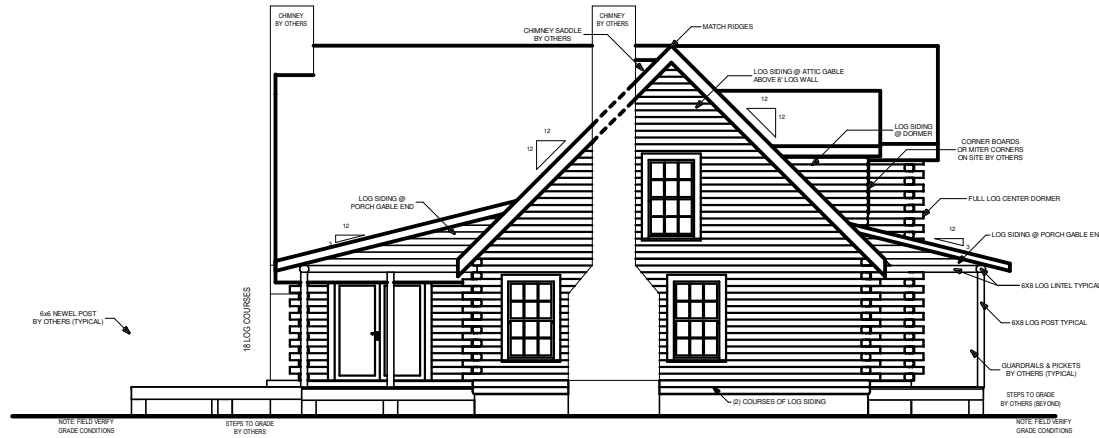 CHIMNEY
BY OTHERS
CHIMNEY
BY OTHERS
CHIMNEY SADDLE
BY OTHERS
MATCH RIDGES
LOG SIDING @ ATTIC GABLE
ABOVE 8' LOG WALL
12
12
12
12
LOG SIDING
@ DORMER
CORNER BOARDS
OR MITER CORNERS
ON SITE BY OTHERS
LOG SIDING @
PORCH GABLE END
FULL LOG CENTER DORMER
12
3
12
3
LOG SIDING @ PORCH GABLE EN
6X8 LOG LINTEL TYPICAL
18 LOG COURSES
6x6 NEWEL POST
BY OTHERS (TYPICAL)
6X8 LOG POST TYPICAL
GUARDRAILS & PICKETS
BY OTHERS (TYPICAL)
(2) COURSES OF LOG SIDING
STEPS TO GRADE
BY OTHERS (BEYOND)
NOTE: FIELD VERIFY
GRADE CONDITIONS
STEPS TO GRADE
BY OTHERS
NOTE: FIELD VERIFY
GRADE CONDITIONS